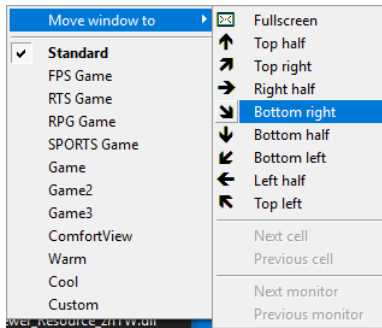 Move window to
Standard
FPS Game
RTS Game
RPG Game
SPORTS Game
Game
Game2
Game3
ComfortView
Warm
Cool
Custom
Fullscreen
Top half
Top right
Right half
Bottom right
Bottom half
Bottom left
Left half
Top left
Next cell
Previous cell
Next monitor
Previous monitor